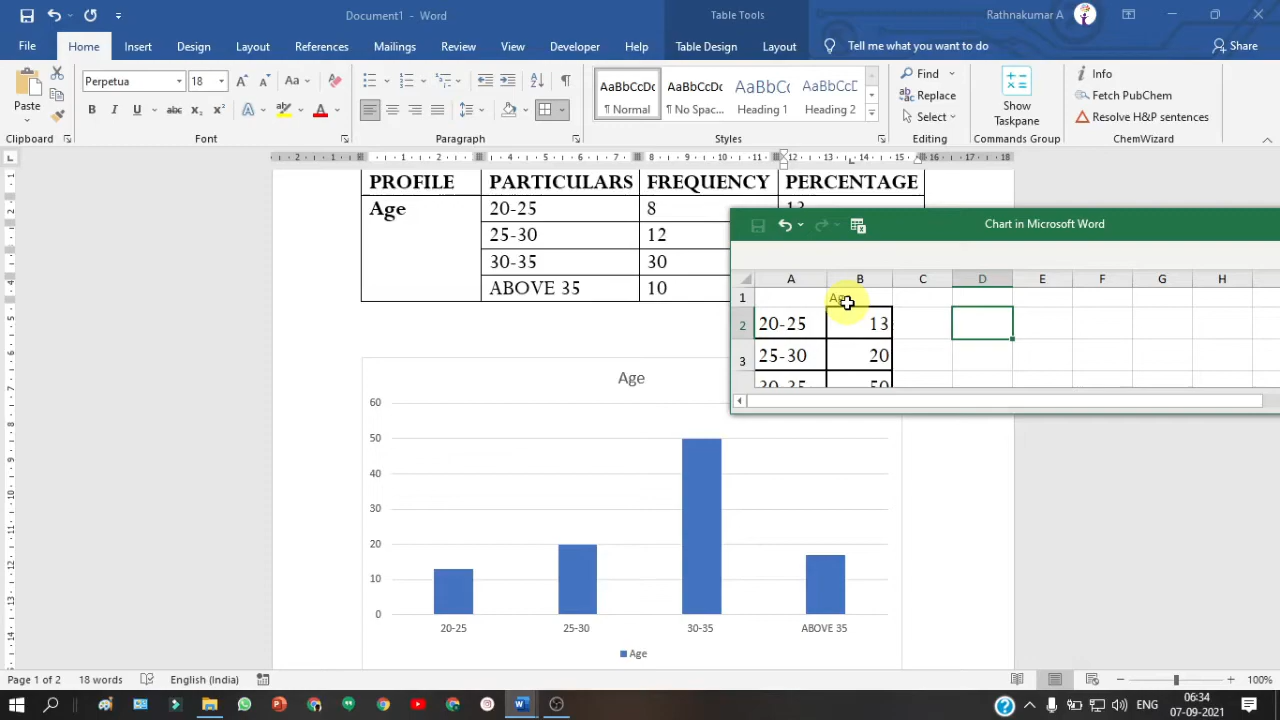 Document1 - Word
Table Tools
Rathnakumar A
File Home Insert Design Layout References Mailings Review View Developer Help Table Design Layout Tell me what you want to do Share
Paste
Clipboard
Perpetua 18
Font
Paragraph
AaBbCcDc AaBbCcDc AaBbCc AaBbCcD
¶ Normal ¶ No Spac... Heading 1 Heading 2
Styles
Find
Replace
Select
Editing
Show Taskpane
Commands Group
Info
Fetch PubChem
Resolve H&P sentences
ChemWizard
PROFILE PARTICULARS FREQUENCY PERCENTAGE
Age 20-25 8 13
25-30 12
30-35 30
ABOVE 35 10
Chart in Microsoft Word
A B C D E F G H
1
2 20-25 13
3 25-30 20
30-35 50
Age
60
50
40
30
20
10
0
20-25 25-30 30-35 ABOVE 35
Age
Page 1 of 2 18 words English (India) 100%
ENG 06:34
07-09-2021